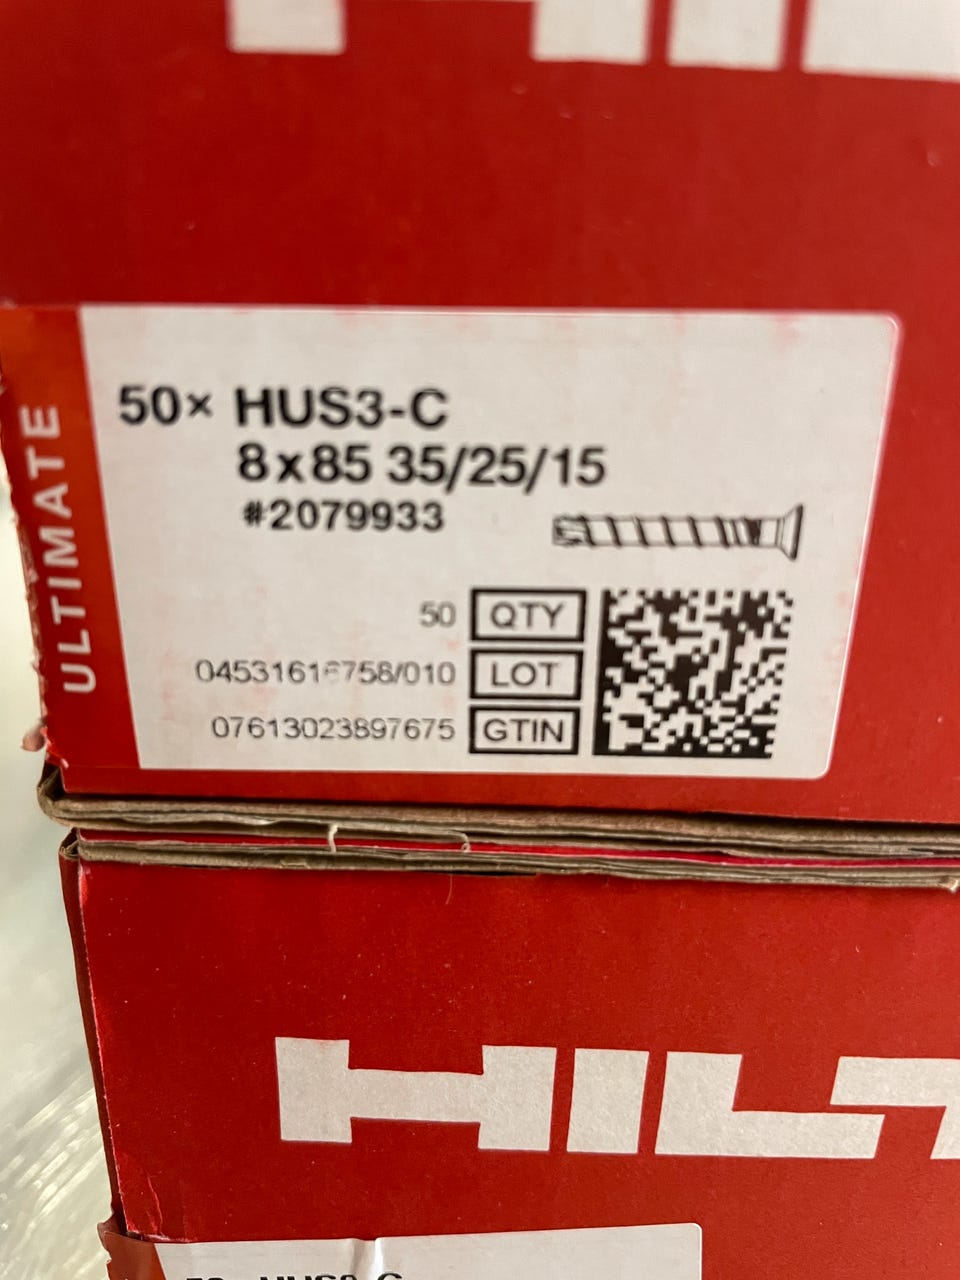 ULTIMATE
50× HUS3-C
8x85 35/25/15
#2079933
50 QTY
LOT
07613023897675 GTIN